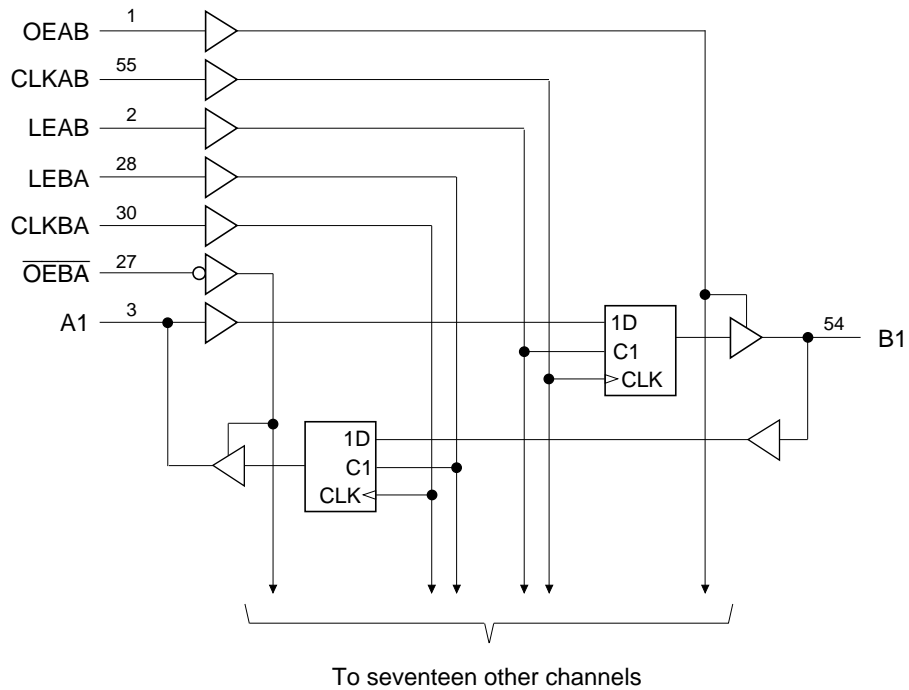 OEAB 1
CLKAB 55
LEAB 2
LEBA 28
CLKBA 30
OEBA 27
A1 3
1D
C1
CLK
54 B1
1D
C1
CLK
To seventeen other channels